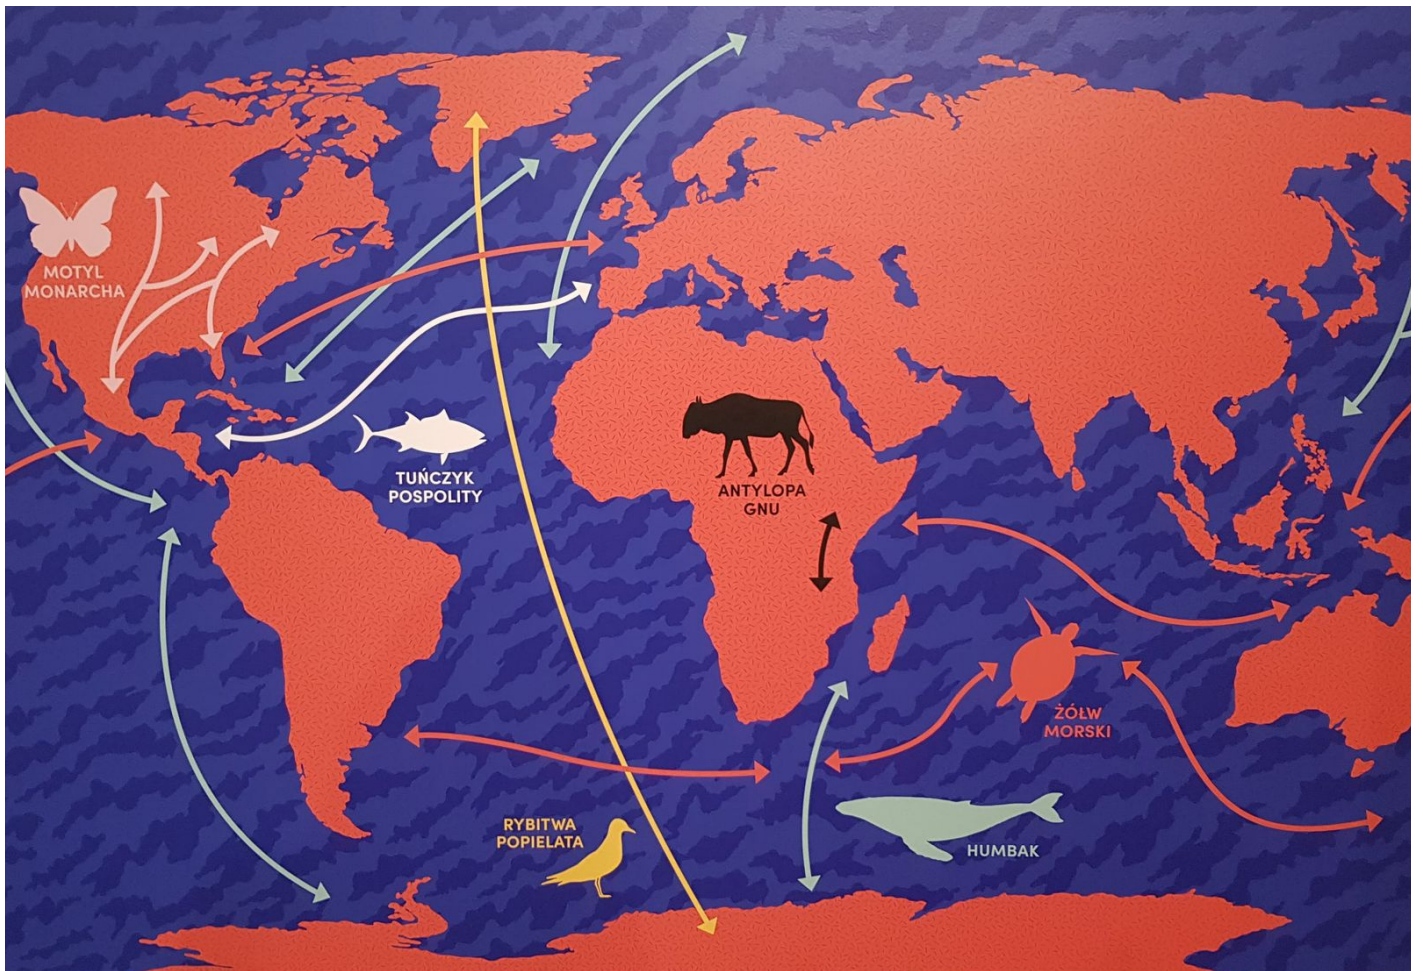 MOTYL
MONARCHA
TUŃCZYK
POSPOLITY
ANTYLOPA
GNU
ŻÓŁW
MORSKI
RYBITWA
POPIELATA
HUMBAK